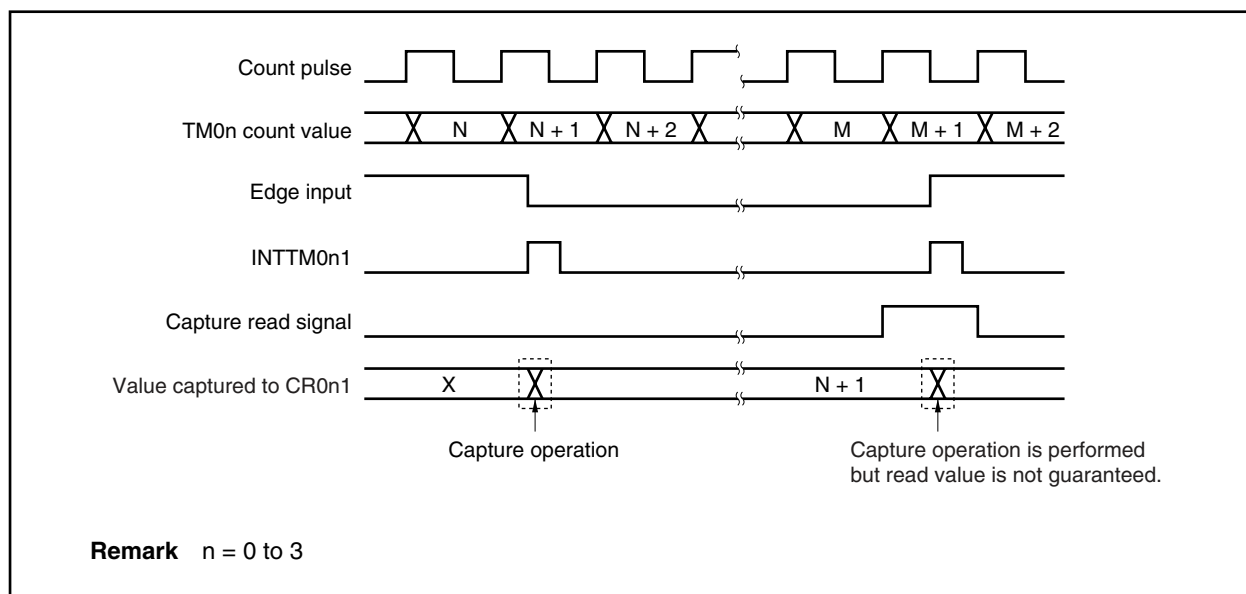 Count pulse
TM0n count value N N + 1 N + 2 M M + 1 M + 2
Edge input
INTTM0n1
Capture read signal
Value captured to CR0n1 X N + 1
Capture operation
Capture operation is performed
but read value is not guaranteed.
Remark n = 0 to 3